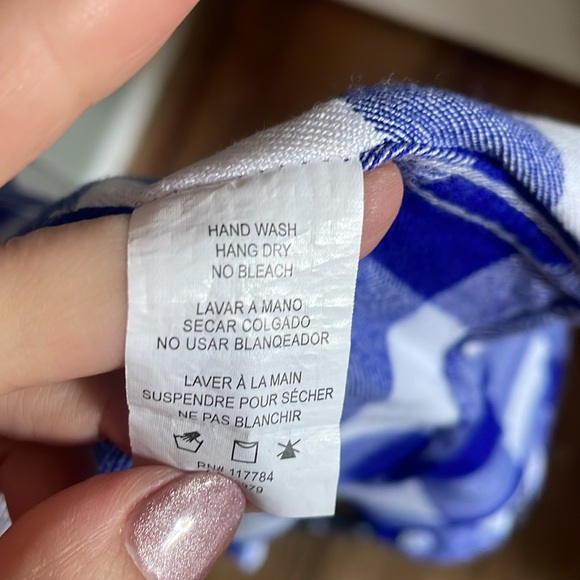 HAND WASH
HANG DRY
NO BLEACH
LAVAR A MANO
SECAR COLGADO
NO USAR BLANQEADOR
LAVER À LA MAIN
SUSPENDRE POUR SÉCHER
NE PAS BLANCHIR
RN# 117784